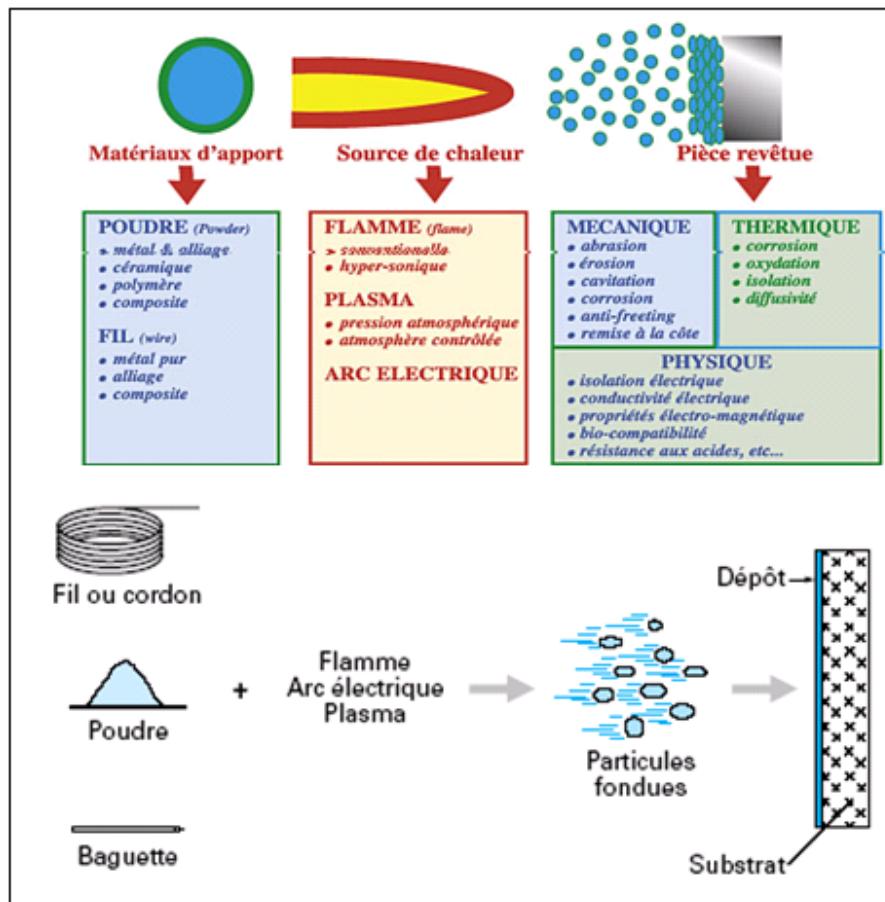 Matériaux d'apport
Source de chaleur
Pièce revêtue
POUDRE (Powder)
métal & alliage
céramique
polymère
composite
FIL (wire)
métal pur
alliage
composite
FLAMME (flame)
conventionelle
hyper-sonique
PLASMA
pression atmosphérique
atmosphère contrôlée
ARC ELECTRIQUE
MECANIQUE
abrasion
érosion
cavitation
corrosion
anti-freeting
remise à la côte
THERMIQUE
corrosion
oxydation
isolation
diffusivité
PHYSIQUE
isolation électrique
conductivité électrique
propriétés électro-magnétique
bio-compatibilité
résistance aux acides, etc...
Fil ou cordon
Poudre
Baguette
+
Flamme
Arc électrique
Plasma
Particules
fondues
Dépôt
Substrat